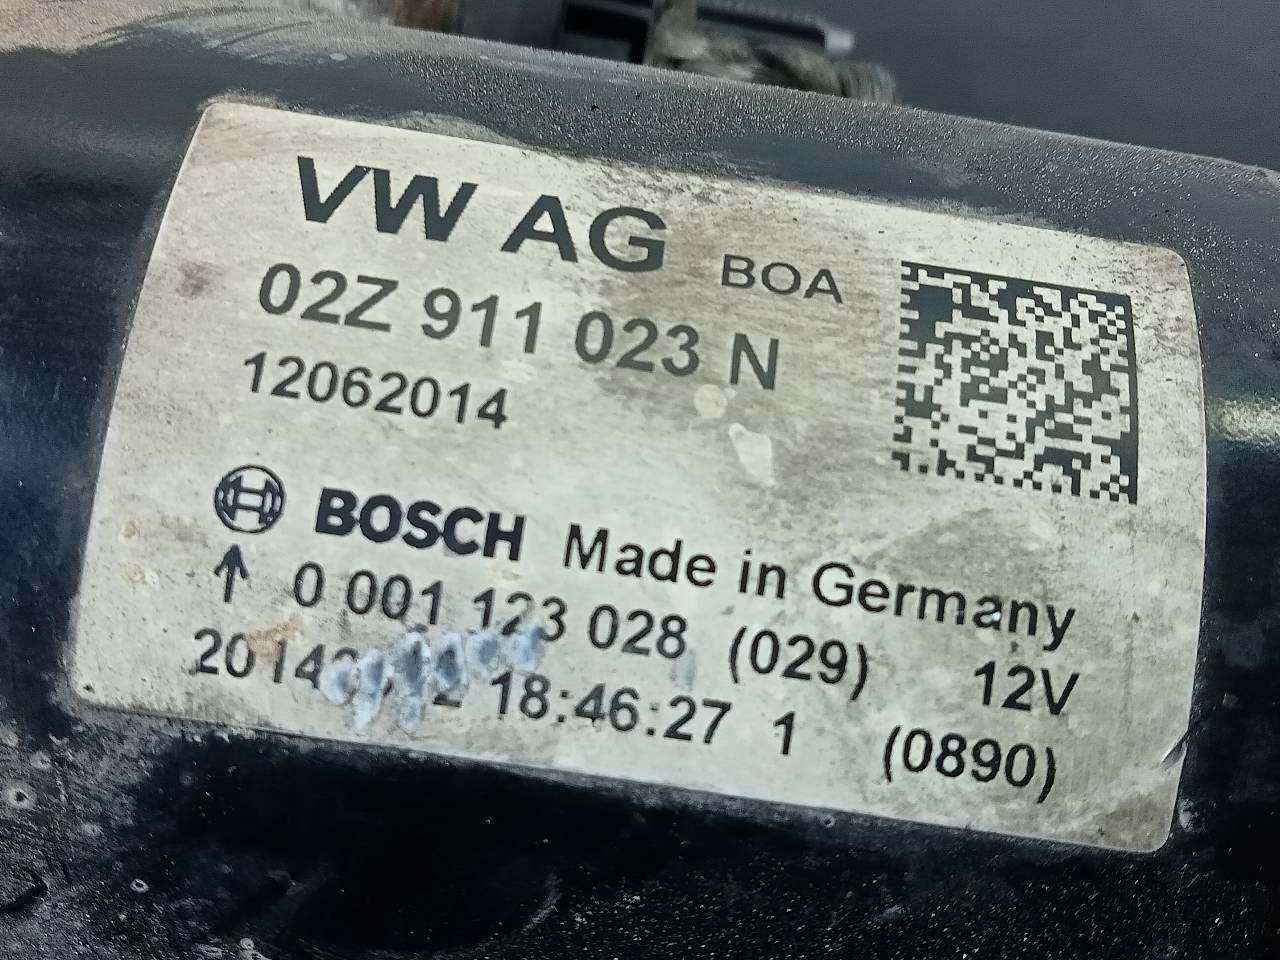 VW AG BOA
02Z 911 023 N
12062014
BOSCH Made in Germany
0 001 123 028 (029) 12V
18:46:27 1 (0890)